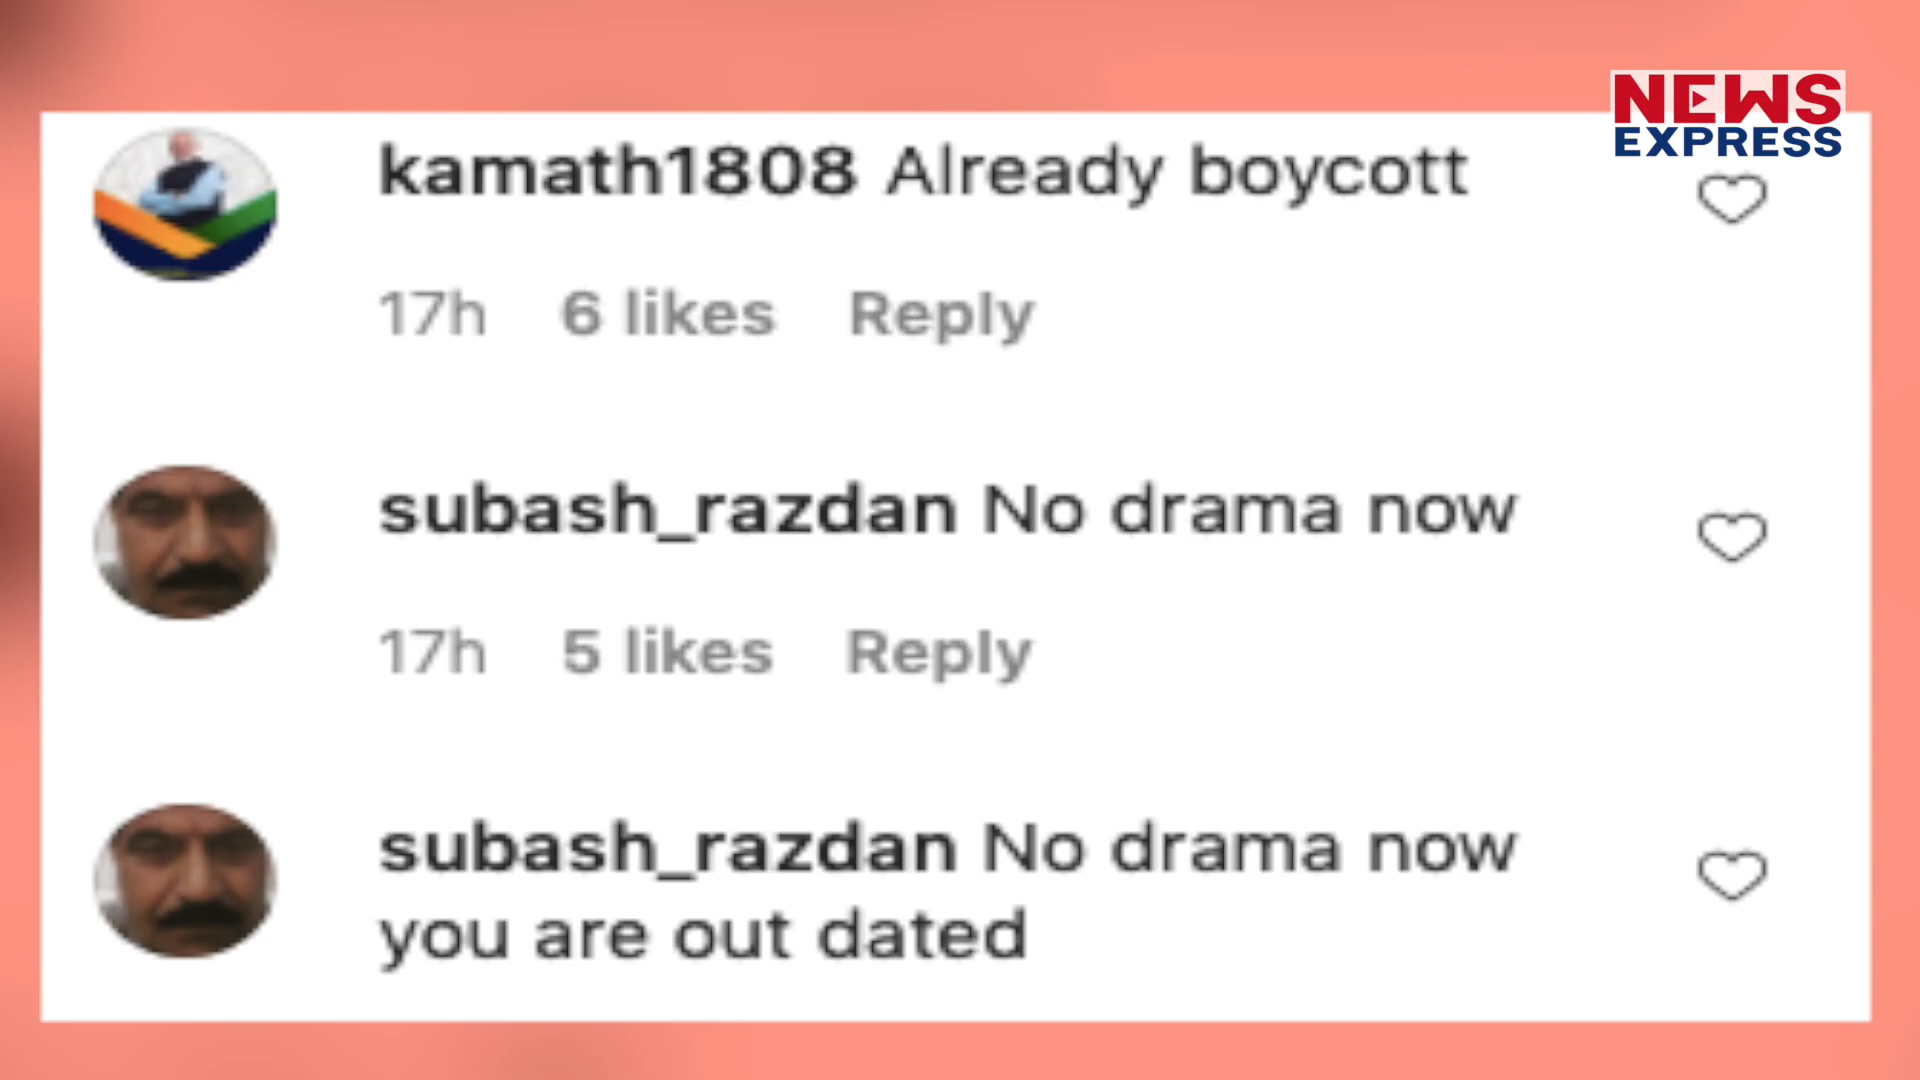 NEWS
EXPRESS
kamath1808 Already boycott
17h 6 likes Reply
subash_razdan No drama now
17h 5 likes Reply
subash_razdan No drama now
you are out dated